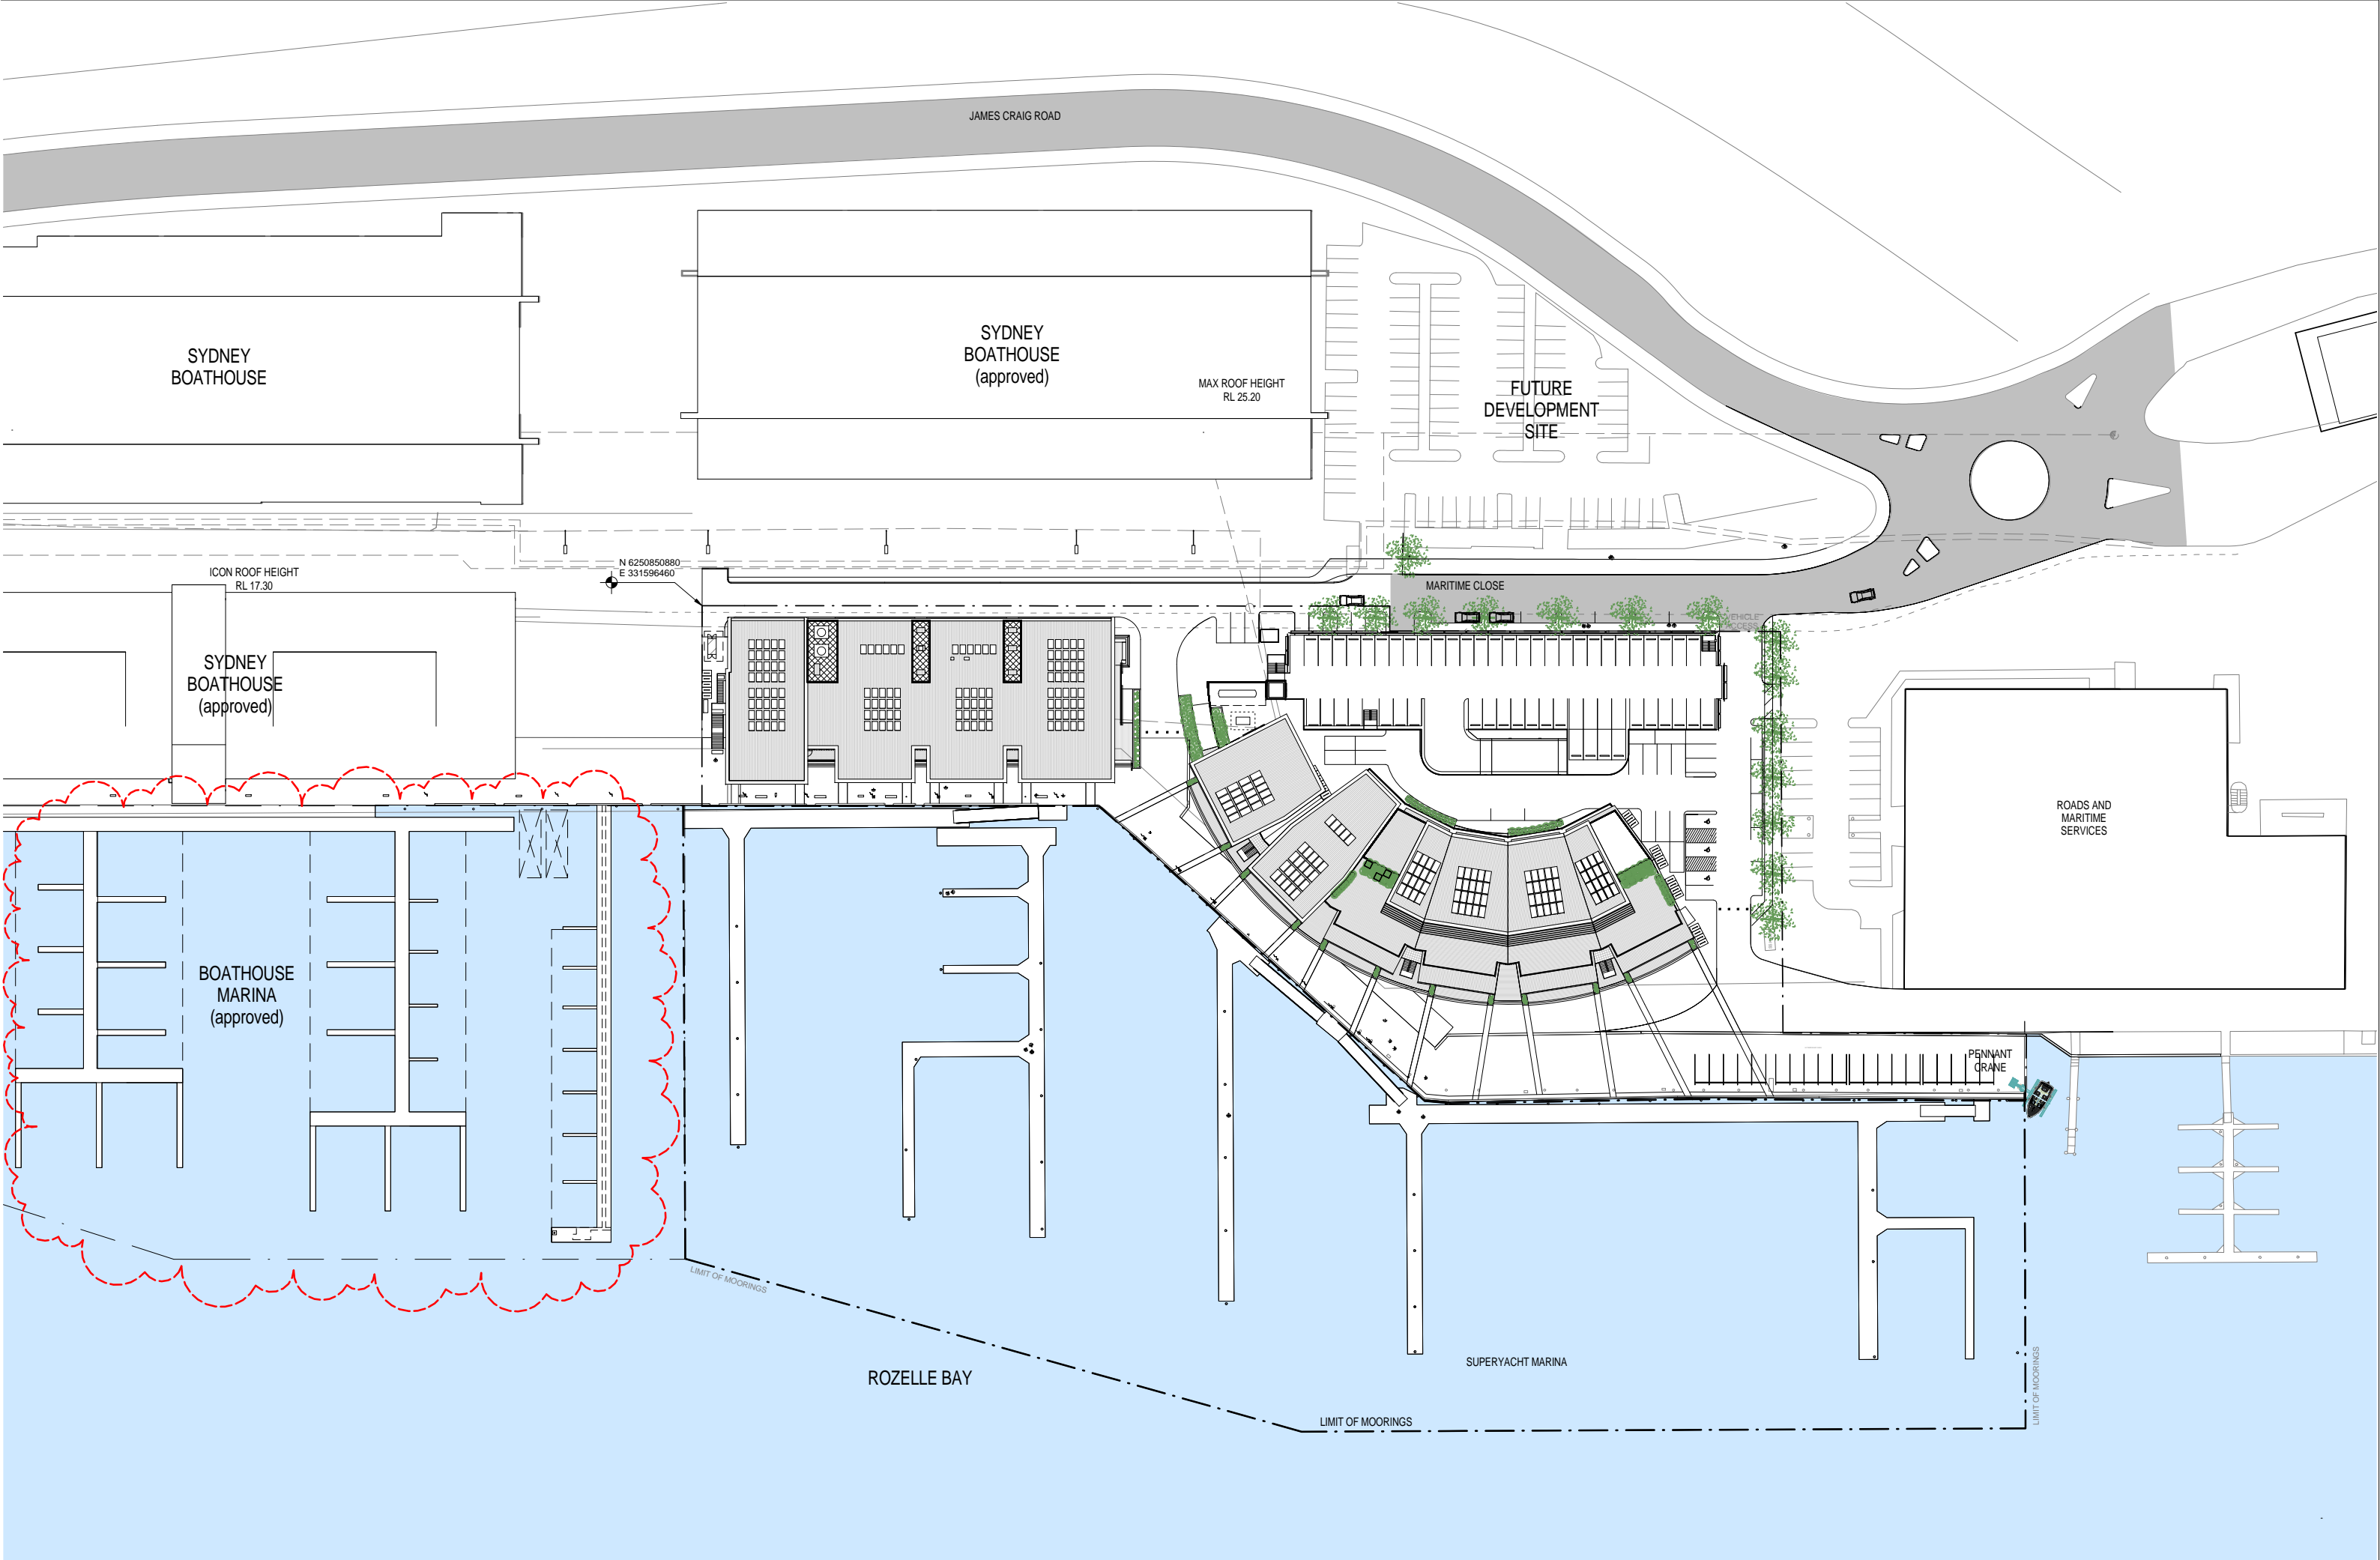 JAMES CRAIG ROAD
SYDNEY
BOATHOUSE
SYDNEY
BOATHOUSE
(approved)
MAX ROOF HEIGHT
RL 25.20
FUTURE
DEVELOPMENT
SITE
N 6250850880
E 331596460
ICON ROOF HEIGHT
RL 17.30
MARITIME CLOSE
SYDNEY
BOATHOUSE
(approved)
ROADS AND
MARITIME
SERVICES
BOATHOUSE
MARINA
(approved)
PENNANT
CRANE
LIMIT OF MOORINGS
ROZELLE BAY
SUPERYACHT MARINA
LIMIT OF MOORINGS
LIMIT OF MOORINGS